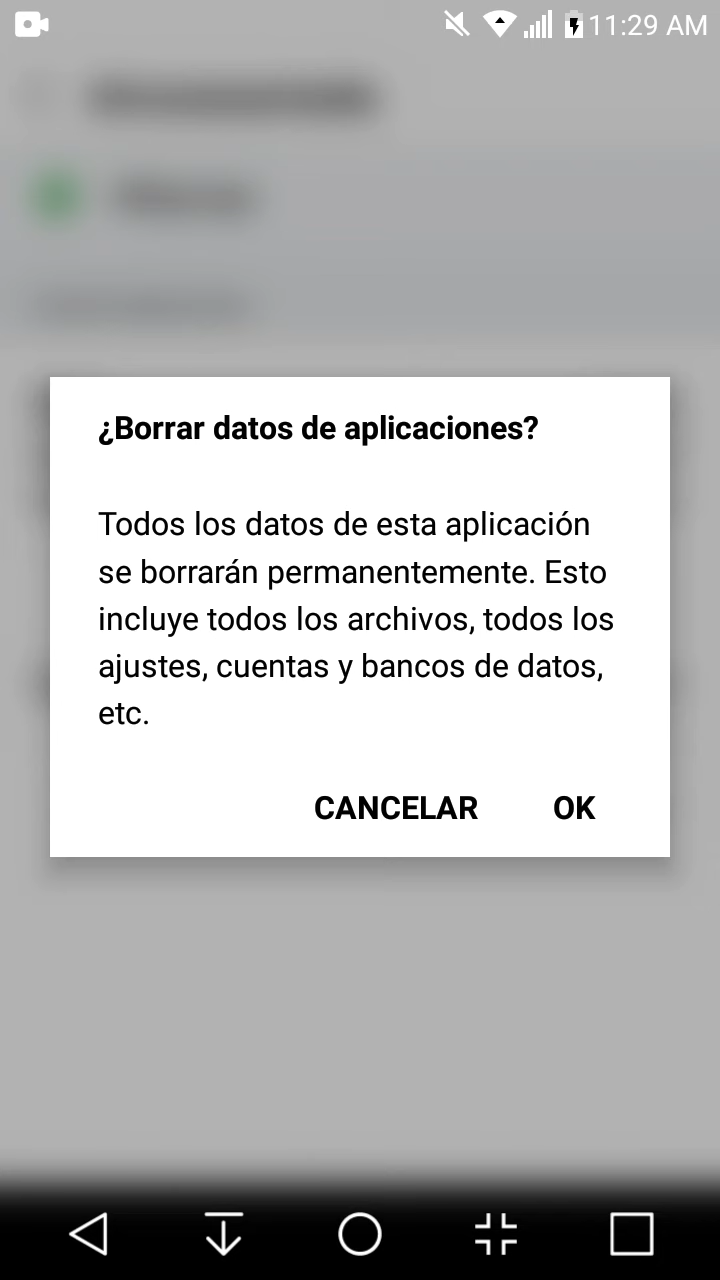 11:29 AM
¿Borrar datos de aplicaciones?
Todos los datos de esta aplicación
se borrarán permanentemente. Esto
incluye todos los archivos, todos los
ajustes, cuentas y bancos de datos,
etc.
CANCELAR OK